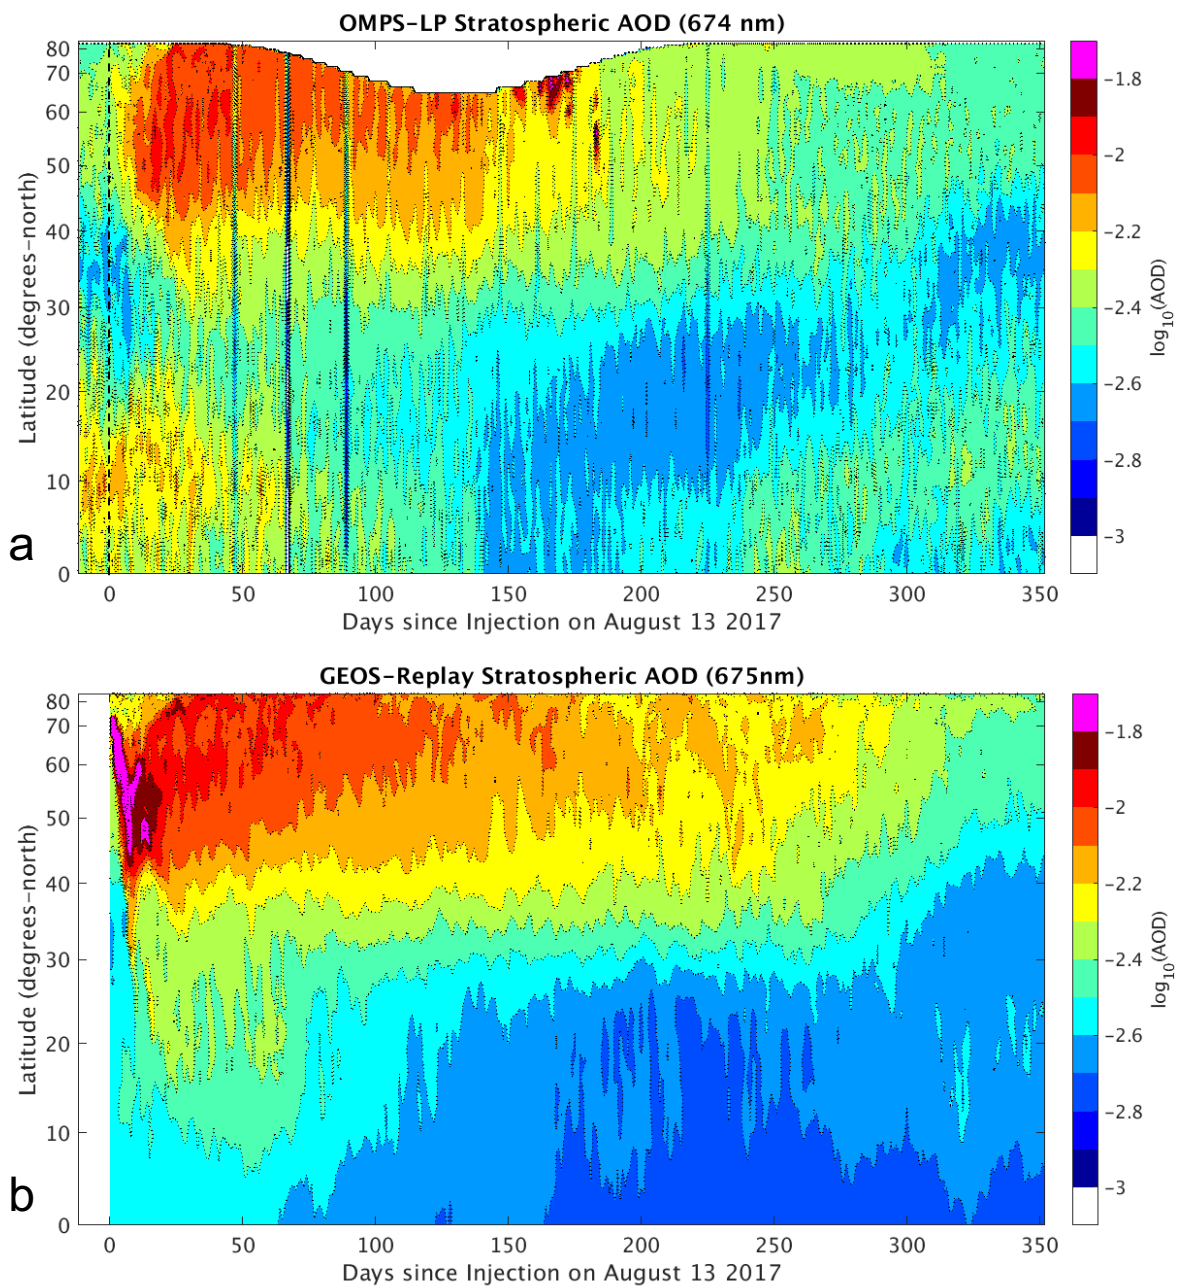 OMPS-LP Stratospheric AOD (674 nm)
80
70
60
50
40
30
20
10
0
Latitude (degrees-north)
a
0 50 100 150 200 250 300 350
Days since Injection on August 13 2017
-1.8
-2
-2.2
-2.4
-2.6
-2.8
-3
log10(AOD)
GEOS-Replay Stratospheric AOD (675nm)
80
70
60
50
40
30
20
10
0
Latitude (degrees-north)
b
0 50 100 150 200 250 300 350
Days since Injection on August 13 2017
-1.8
-2
-2.2
-2.4
-2.6
-2.8
-3
log10(AOD)